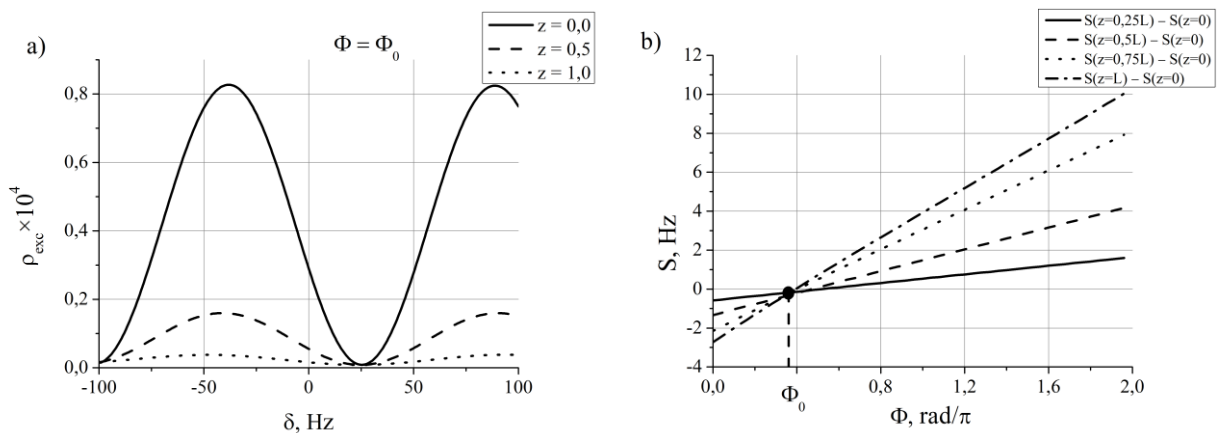 a)
Φ = Φ0
z = 0,0
z = 0,5
z = 1,0
0,8
0,6
0,4
0,2
0,0
ρexc×10^4
-100
-50
0
50
100
δ, Hz
b)
S(z=0,25L) – S(z=0)
S(z=0,5L) – S(z=0)
S(z=0,75L) – S(z=0)
S(z=L) – S(z=0)
12
10
8
6
4
2
0
-2
-4
S, Hz
0,0
Φ0
0,8
1,2
1,6
2,0
Φ, rad/π